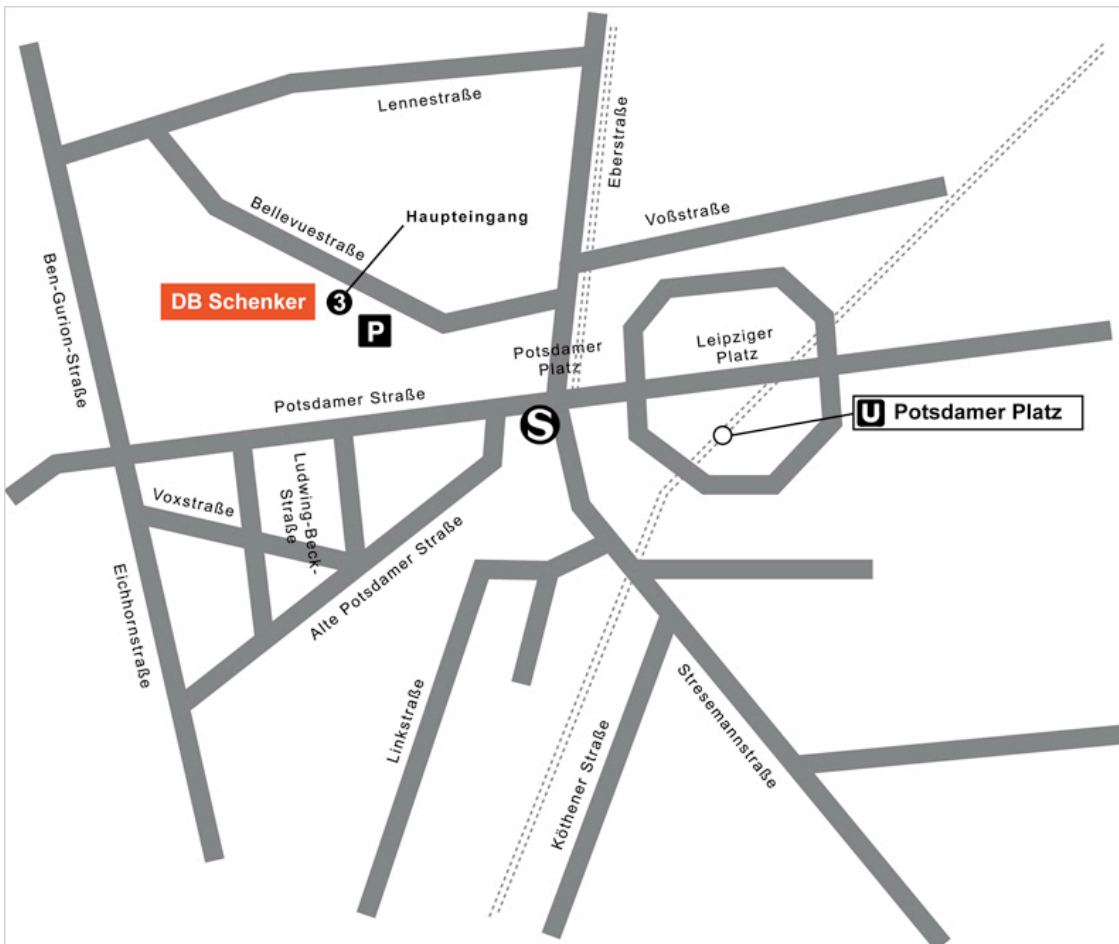 Lennestraße
Eberstraße
Voßstraße
Bellevuestraße
Haupteingang
Ben-Gurion-Straße
DB Schenker
3
P
Potsdamer
Platz
Leipziger
Platz
Potsdamer Straße
S
U Potsdamer Platz
Voxstraße
Ludwing-Beck-
Straße
Alte Potsdamer Straße
Eichhornstraße
Linkstraße
Köthener Straße
Stresemannstraße